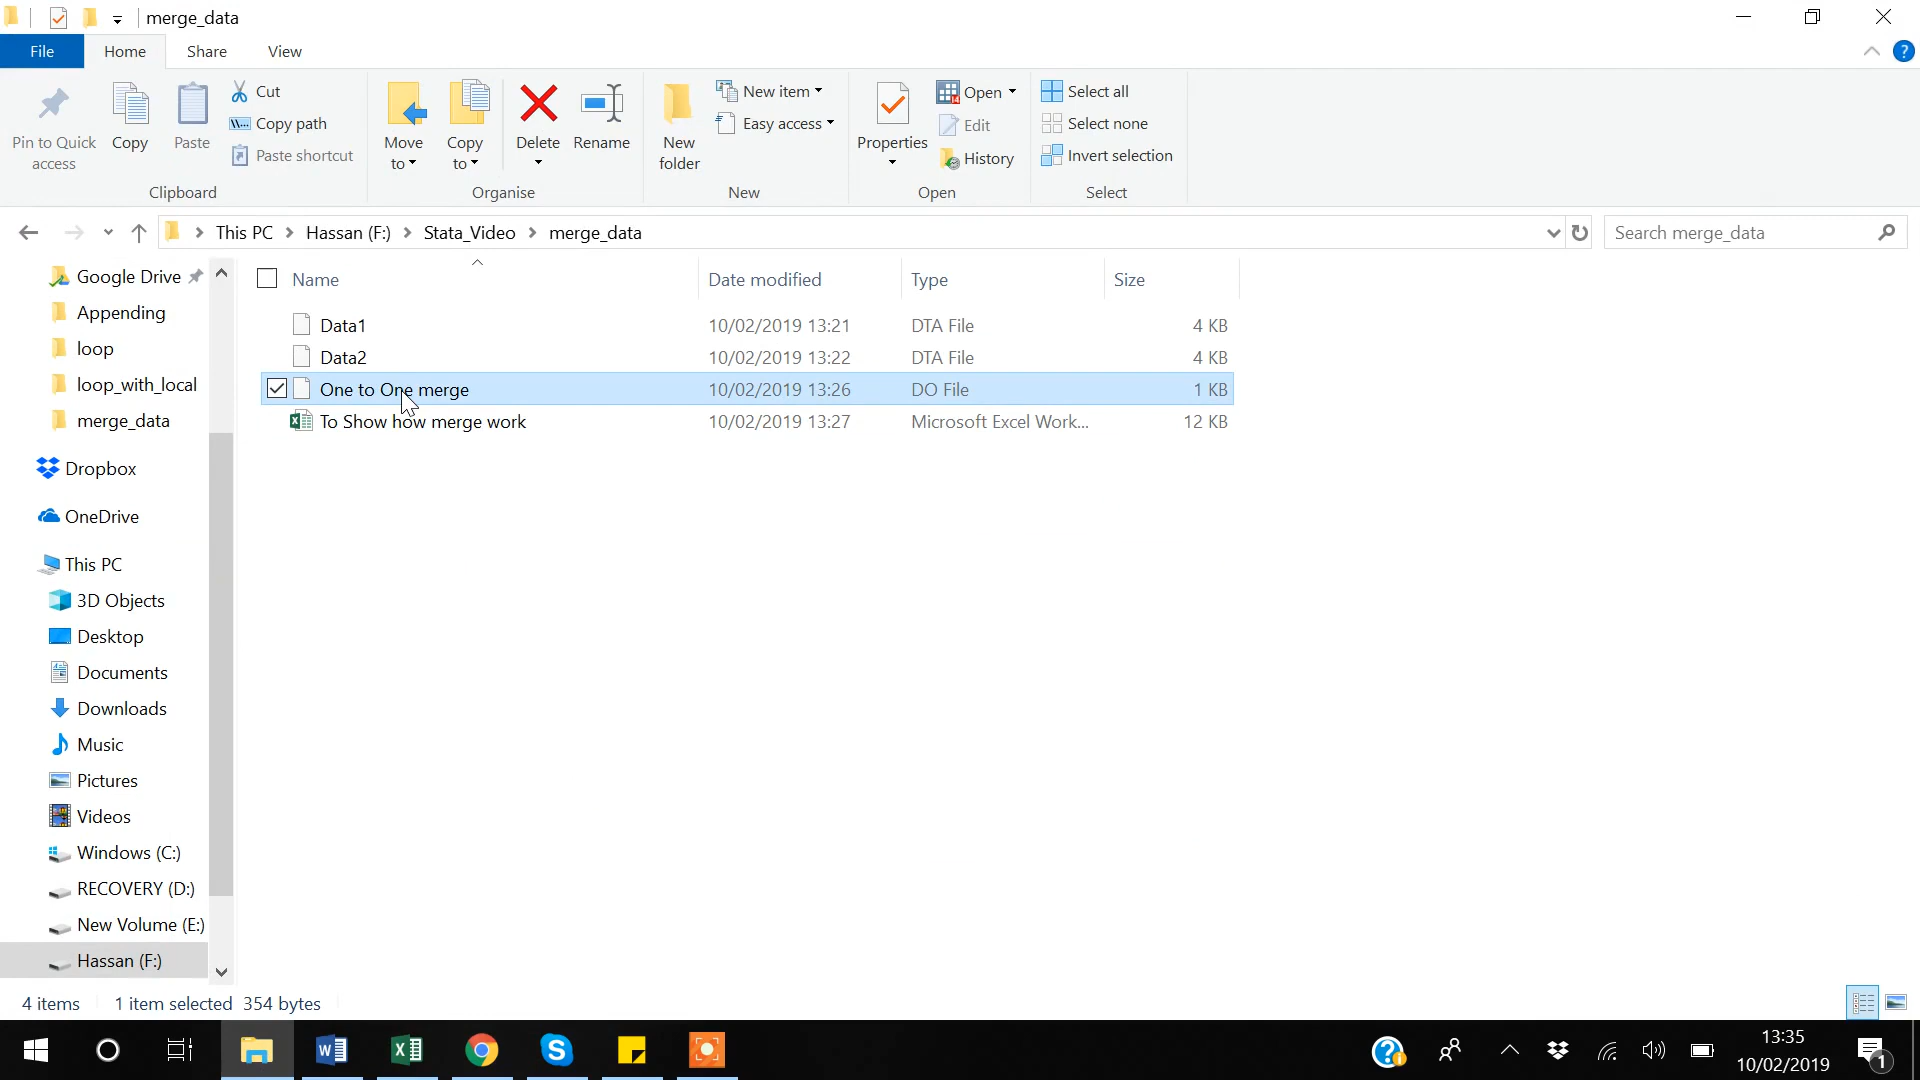 merge_data
File
Home
Share
View
Pin to Quick access
Copy
Paste
Cut
Copy path
Paste shortcut
Clipboard
Move to
Copy to
Delete
Rename
Organise
New folder
New item
Easy access
New
Properties
Open
Edit
History
Open
Select all
Select none
Invert selection
Select
This PC
Hassan (F:)
Stata_Video
merge_data
Search merge_data
Google Drive
Appending
loop
loop_with_local
merge_data
Dropbox
OneDrive
This PC
3D Objects
Desktop
Documents
Downloads
Music
Pictures
Videos
Windows (C:)
RECOVERY (D:)
New Volume (E:)
Hassan (F:)
Name Date modified Type Size
Data1 10/02/2019 13:21 DTA File 4 KB
Data2 10/02/2019 13:22 DTA File 4 KB
One to One merge 10/02/2019 13:26 DO File 1 KB
To Show how merge work 10/02/2019 13:27 Microsoft Excel Work... 12 KB
4 items 1 item selected 354 bytes
13:35
10/02/2019
1